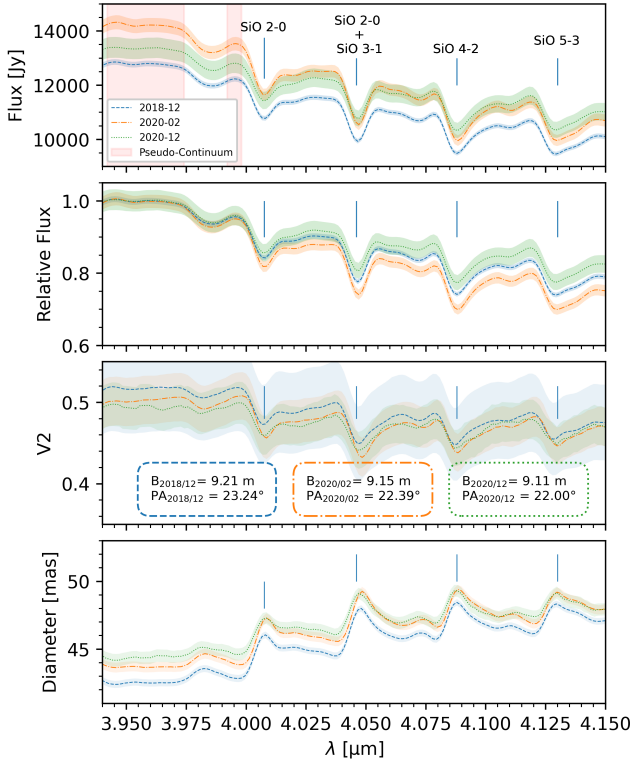 SiO 2-0
SiO 2-0
+
SiO 3-1
SiO 4-2
SiO 5-3
Flux [Jy]
14000
12000
10000
2018-12
2020-02
2020-12
Pseudo-Continuum
Relative Flux
1.0
0.8
0.6
V2
0.5
0.4
B2018/12= 9.21 m
PA2018/12 = 23.24°
B2020/02= 9.15 m
PA2020/02 = 22.39°
B2020/12= 9.11 m
PA2020/12 = 22.00°
Diameter [mas]
50
45
3.950 3.975 4.000 4.025 4.050 4.075 4.100 4.125 4.150
λ [μm]